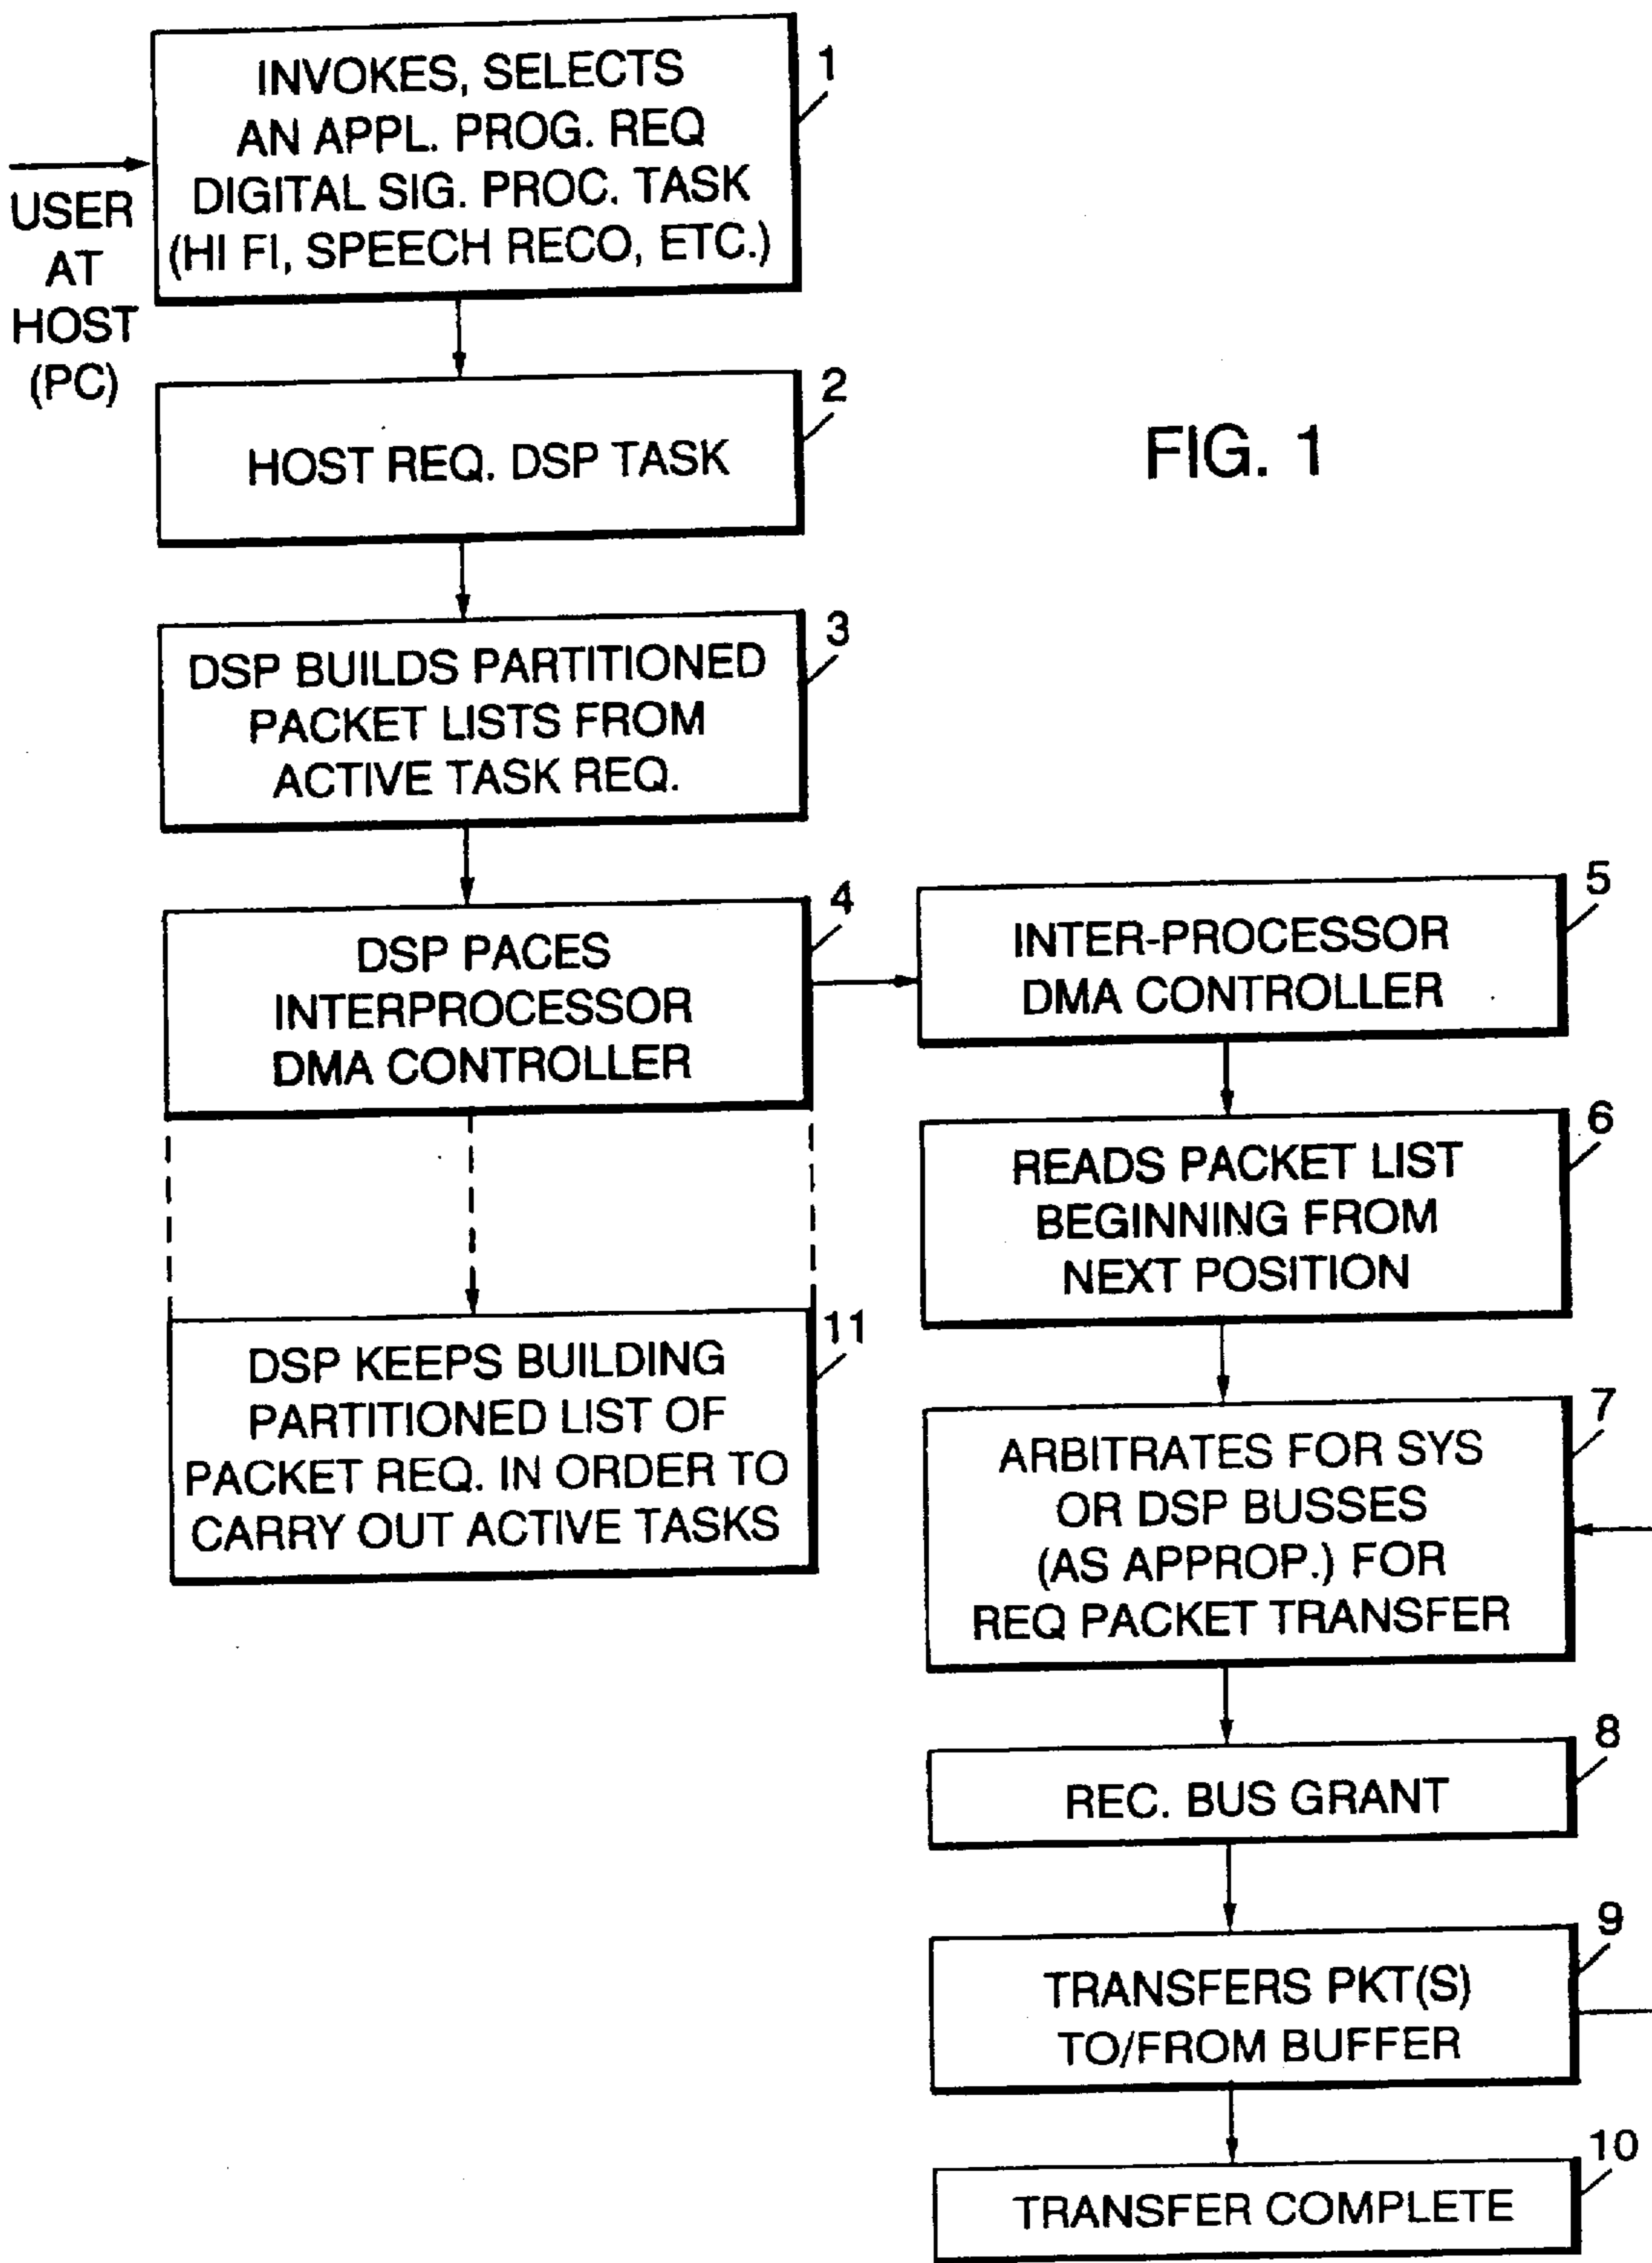 1
INVOKES, SELECTS
AN APPL. PROG. REQ
DIGITAL SIG. PROC. TASK
(HI FI, SPEECH RECO, ETC.)
USER
AT
HOST
(PC)
2
HOST REQ. DSP TASK
FIG. 1
3
DSP BUILDS PARTITIONED
PACKET LISTS FROM
ACTIVE TASK REQ.
4
DSP PACES
INTERPROCESSOR
DMA CONTROLLER
5
INTER-PROCESSOR
DMA CONTROLLER
6
READS PACKET LIST
BEGINNING FROM
NEXT POSITION
11
DSP KEEPS BUILDING
PARTITIONED LIST OF
PACKET REQ. IN ORDER TO
CARRY OUT ACTIVE TASKS
7
ARBITRATES FOR SYS
OR DSP BUSSES
(AS APPROP.) FOR
REQ PACKET TRANSFER
8
REC. BUS GRANT
9
TRANSFERS PKT(S)
TO/FROM BUFFER
10
TRANSFER COMPLETE